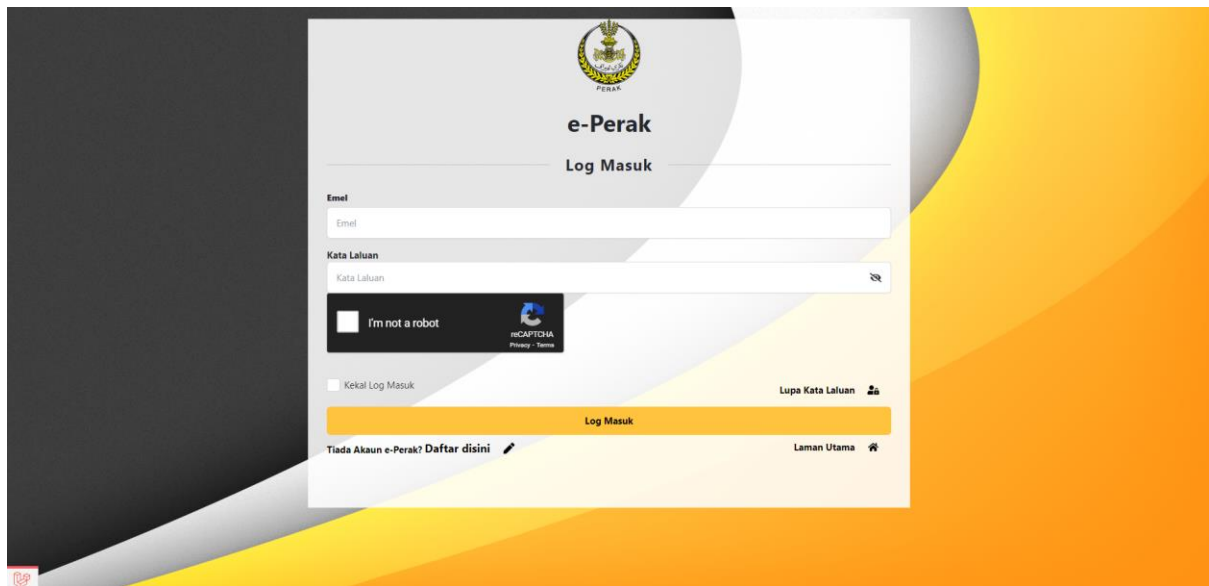 PERAK
e-Perak
Log Masuk
Emel
Emel
Kata Laluan
Kata Laluan
I'm not a robot
reCAPTCHA
Privacy - Terms
Kekal Log Masuk
Lupa Kata Laluan
Log Masuk
Tiada Akaun e-Perak? Daftar disini
Laman Utama